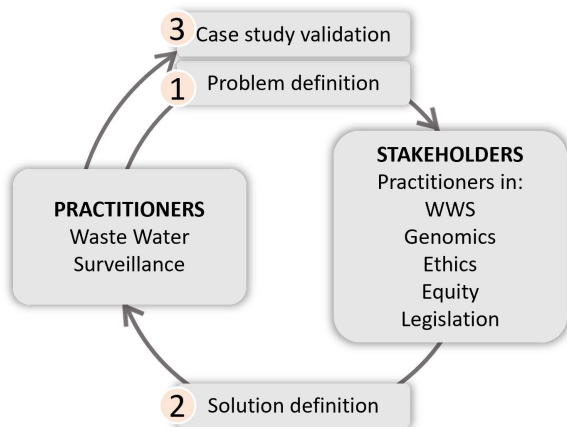 3 Case study validation
1 Problem definition
PRACTITIONERS
Waste Water
Surveillance
STAKEHOLDERS
Practitioners in:
WWS
Genomics
Ethics
Equity
Legislation
2 Solution definition